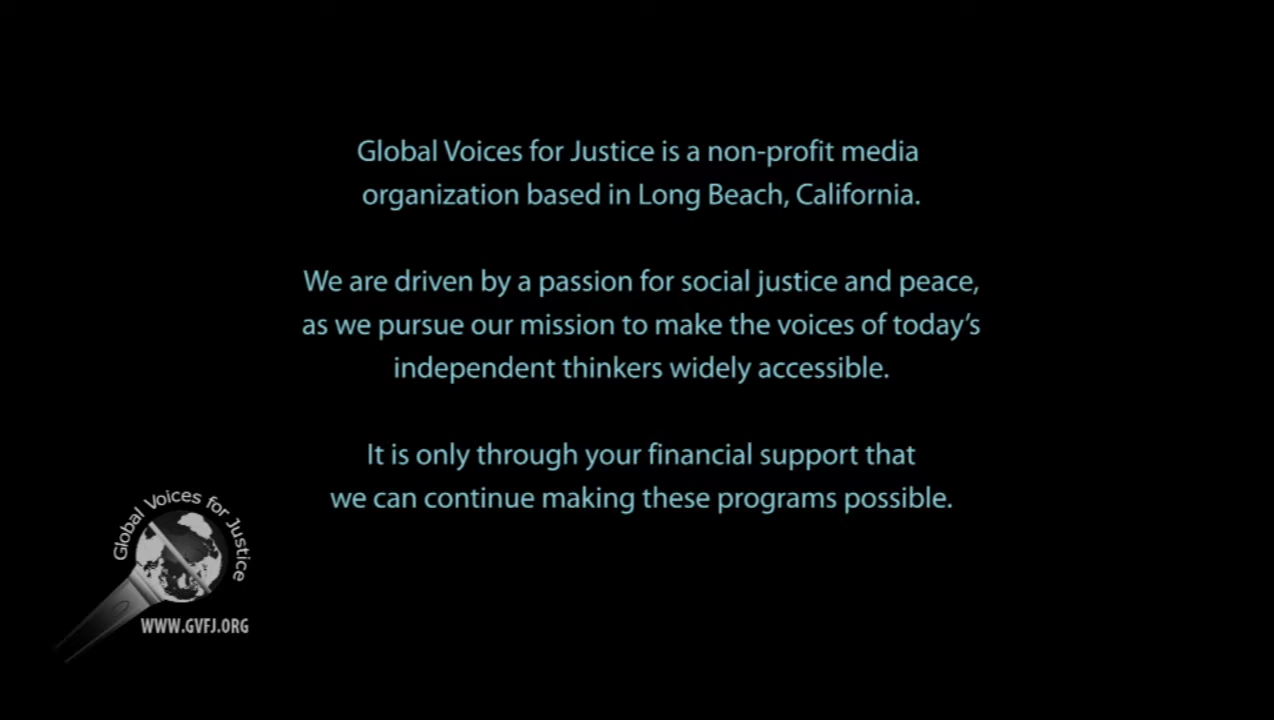 Global Voices for Justice is a non-profit media
organization based in Long Beach, California.
We are driven by a passion for social justice and peace,
as we pursue our mission to make the voices of today's
independent thinkers widely accessible.
It is only through your financial support that
we can continue making these programs possible.
Global Voices for Justice
WWW.GVFJ.ORG